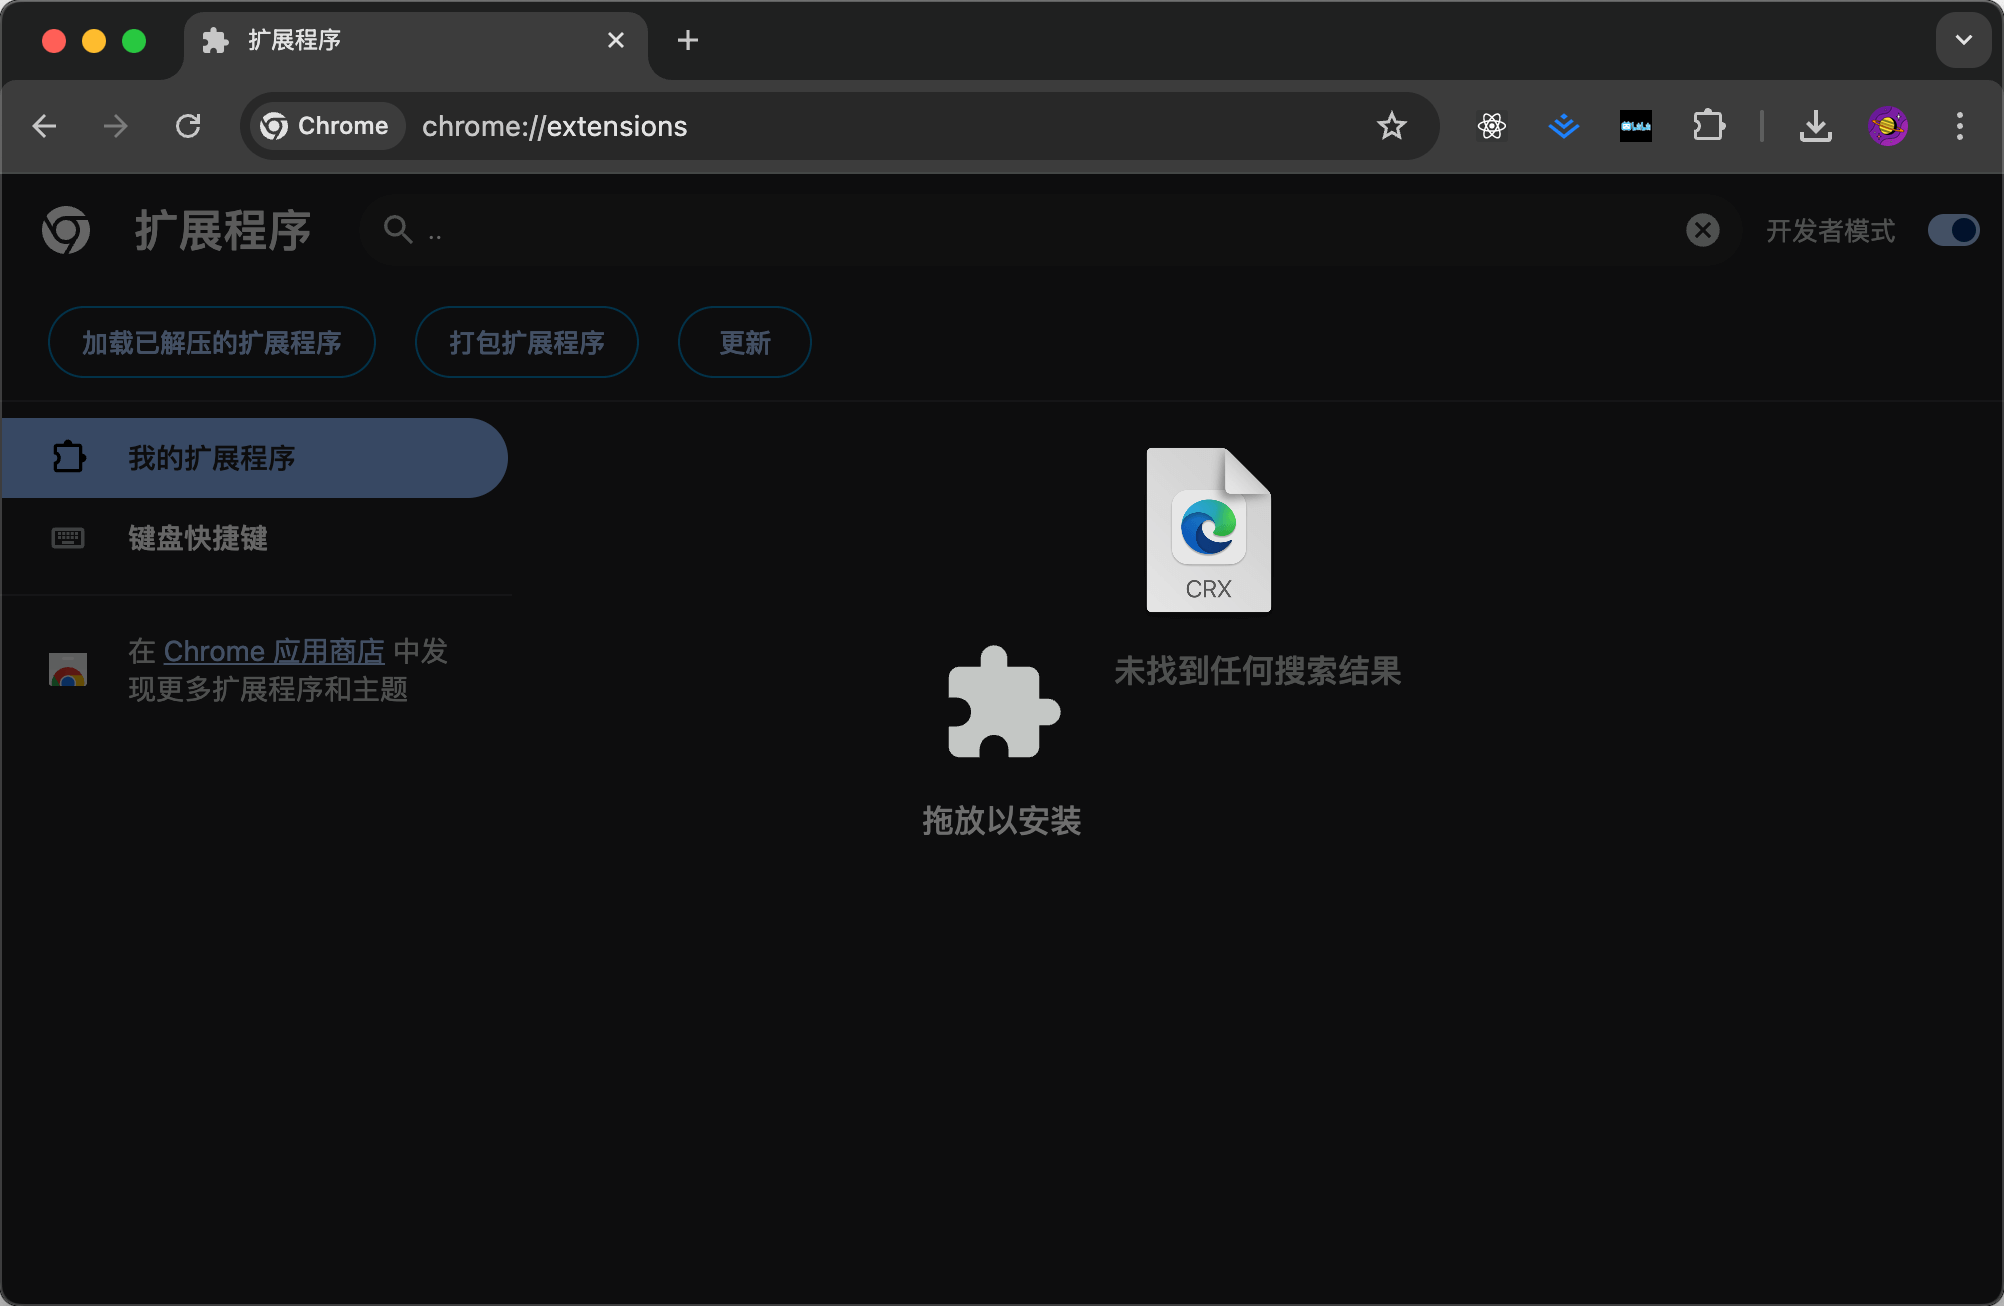 扩展程序
Chrome chrome://extensions
扩展程序 .. 开发者模式
加载已解压的扩展程序 打包扩展程序 更新
我的扩展程序
键盘快捷键
在 Chrome 应用商店 中发
现更多扩展程序和主题
CRX
未找到任何搜索结果
拖放以安装